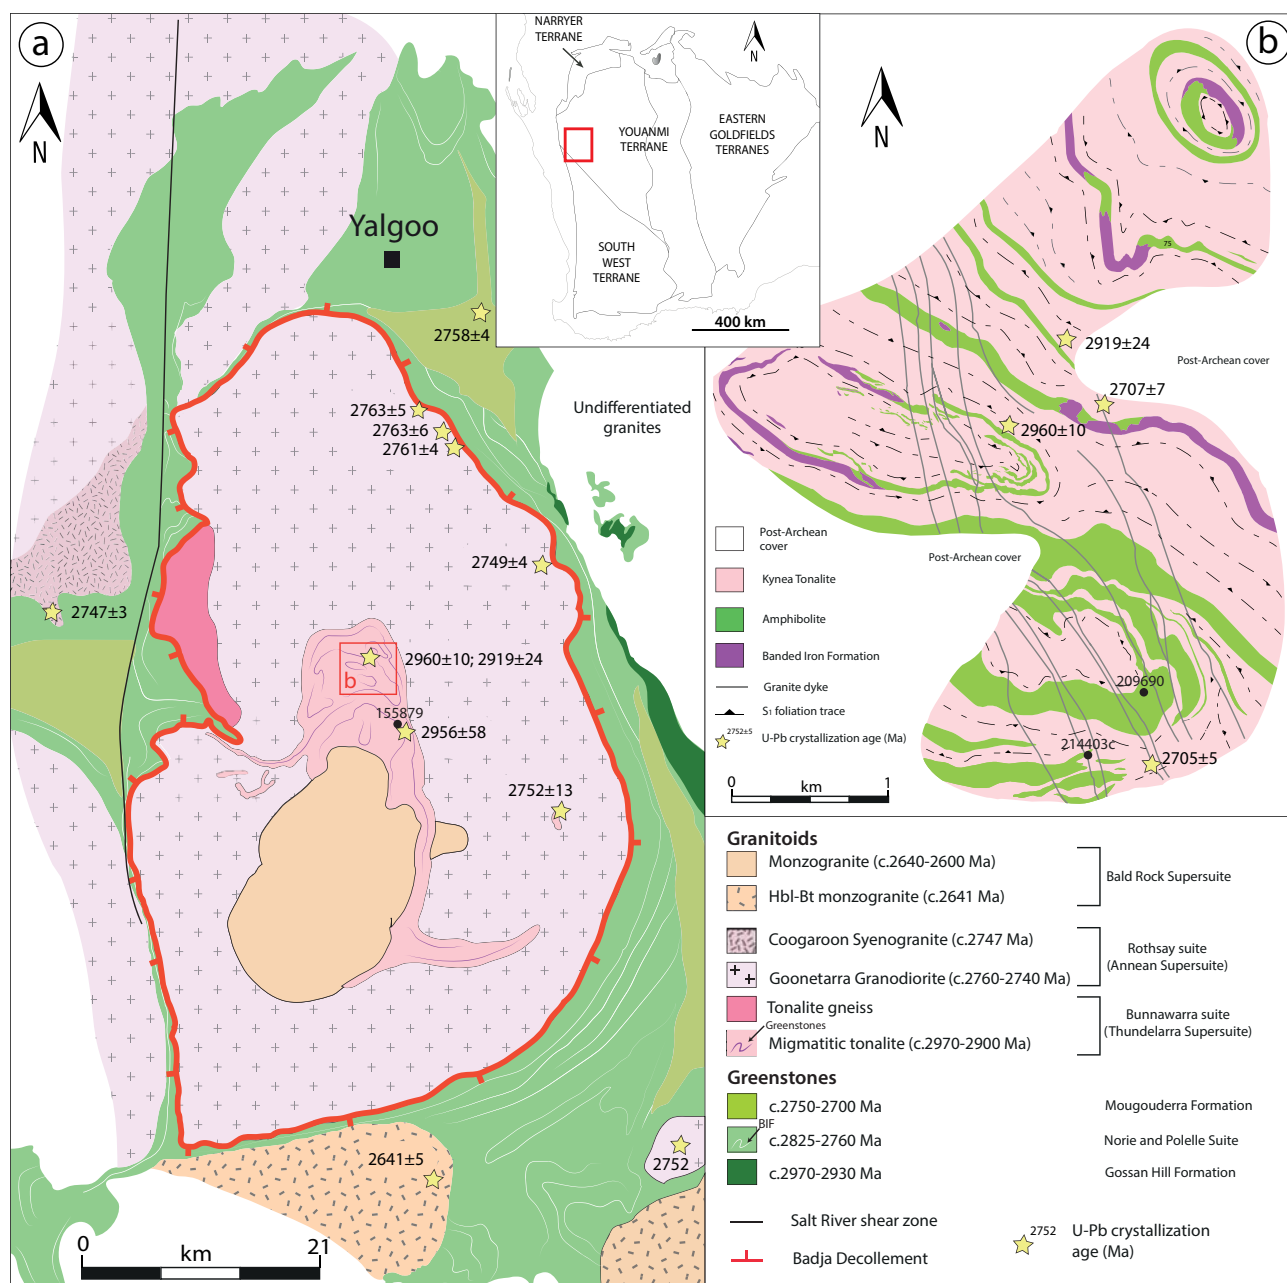 a
N
Yalgoo
2758±4
2763±5
2763±6
2761±4
Undifferentiated
granites
2749±4
2747±3
2960±10; 2919±24
b
155879
2956±58
2752±13
2752
2641±5
0
km
21
NARRYER
TERRANE
N
YOUANMI
TERRANE
EASTERN
GOLDFIELDS
TERRANES
SOUTH
WEST
TERRANE
400 km
b
N
75
2919±24
Post-Archean cover
2707±7
2960±10
Post-Archean cover
209690
214403c
2705±5
Post-Archean
cover
Kynea Tonalite
Amphibolite
Banded Iron Formation
Granite dyke
S1 foliation trace
2752±5
U-Pb crystallization age (Ma)
0
km
1
Granitoids
Monzogranite (c.2640-2600 Ma)
Hbl-Bt monzogranite (c.2641 Ma)
Bald Rock Supersuite
Coogaroon Syenogranite (c.2747 Ma)
Goonetarra Granodiorite (c.2760-2740 Ma)
Rothsay suite
(Annean Supersuite)
Tonalite gneiss
Greenstones
Migmatitic tonalite (c.2970-2900 Ma)
Bunnawarra suite
(Thundelarra Supersuite)
Greenstones
c.2750-2700 Ma
Mougouderra Formation
BIF
c.2825-2760 Ma
Norie and Polelle Suite
c.2970-2930 Ma
Gossan Hill Formation
Salt River shear zone
Badja Decollement
2752
U-Pb crystallization
age (Ma)